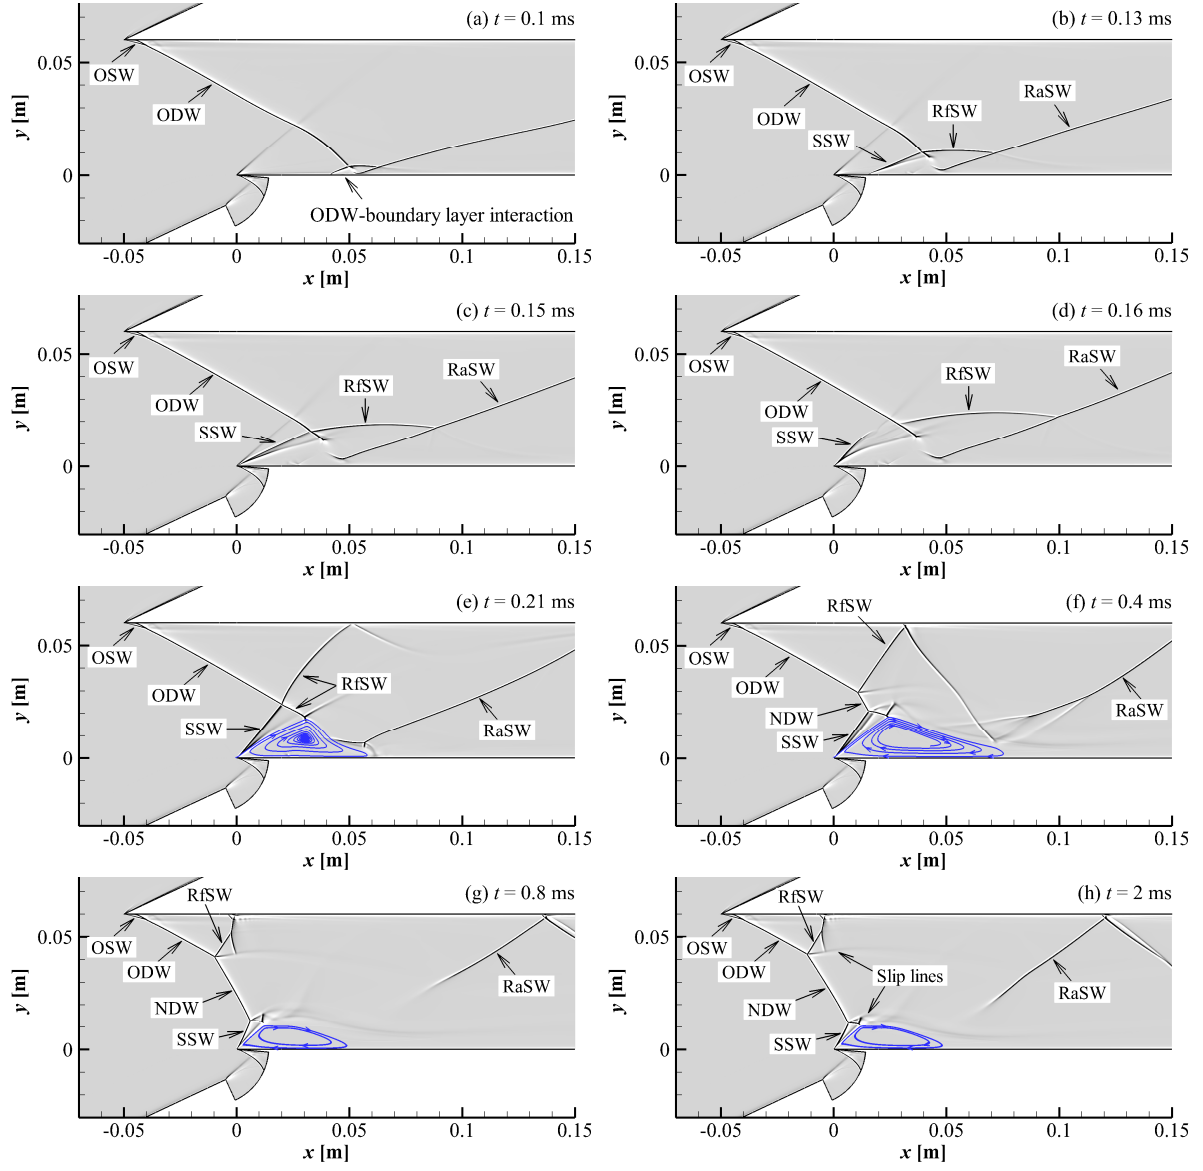 (a) t = 0.1 ms
OSW
ODW
ODW-boundary layer interaction
0.05
0
y [m]
-0.05 0 0.05 0.1 0.15
x [m]
(b) t = 0.13 ms
OSW
ODW
SSW
RfSW
RaSW
0.05
0
y [m]
-0.05 0 0.05 0.1 0.15
x [m]
(c) t = 0.15 ms
OSW
ODW
SSW
RfSW
RaSW
0.05
0
y [m]
-0.05 0 0.05 0.1 0.15
x [m]
(d) t = 0.16 ms
OSW
ODW
SSW
RfSW
RaSW
0.05
0
y [m]
-0.05 0 0.05 0.1 0.15
x [m]
(e) t = 0.21 ms
OSW
ODW
SSW
RfSW
RaSW
0.05
0
y [m]
-0.05 0 0.05 0.1 0.15
x [m]
(f) t = 0.4 ms
RfSW
OSW
ODW
NDW
SSW
RaSW
0.05
0
y [m]
-0.05 0 0.05 0.1 0.15
x [m]
(g) t = 0.8 ms
RfSW
OSW
ODW
NDW
SSW
RaSW
0.05
0
y [m]
-0.05 0 0.05 0.1 0.15
x [m]
(h) t = 2 ms
RfSW
OSW
ODW
Slip lines
NDW
SSW
RaSW
0.05
0
y [m]
-0.05 0 0.05 0.1 0.15
x [m]